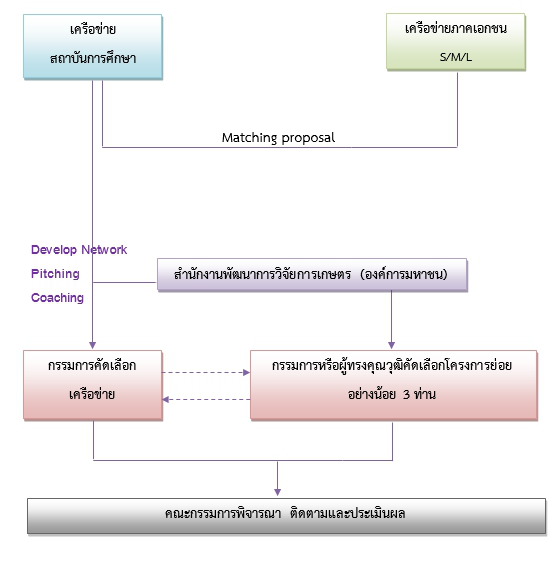 เครือข่าย
สถาบันการศึกษา
เครือข่ายภาคเอกชน
S/M/L
Matching proposal
Develop Network
Pitching
Coaching
สำนักงานพัฒนาการวิจัยการเกษตร (องค์การมหาชน)
กรรมการคัดเลือก
เครือข่าย
กรรมการหรือผู้ทรงคุณวุฒิคัดเลือกโครงการย่อย
อย่างน้อย 3 ท่าน
คณะกรรมการพิจารณา ติดตามและประเมินผล